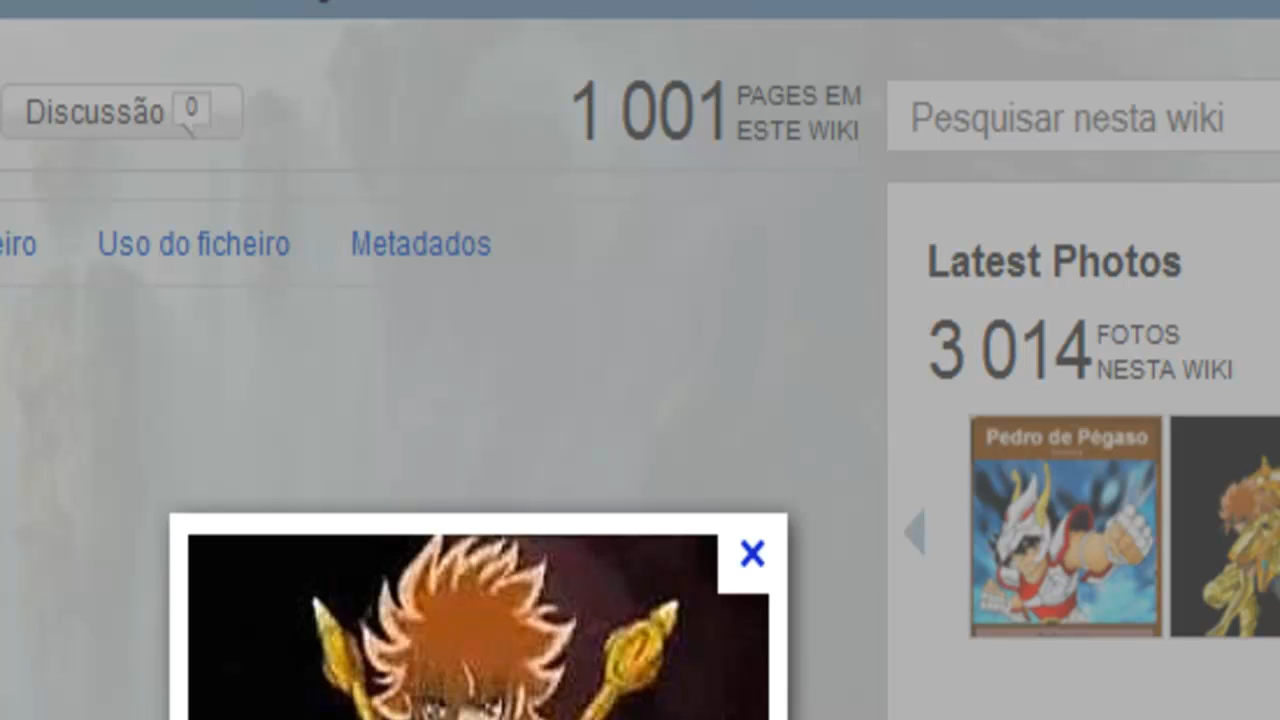 Discussão 0
1 001 PAGES EM
ESTE WIKI
Pesquisar nesta wiki
eiro Uso do ficheiro Metadados
Latest Photos
3 014 FOTOS
NESTA WIKI
Pedro de Pégaso
×